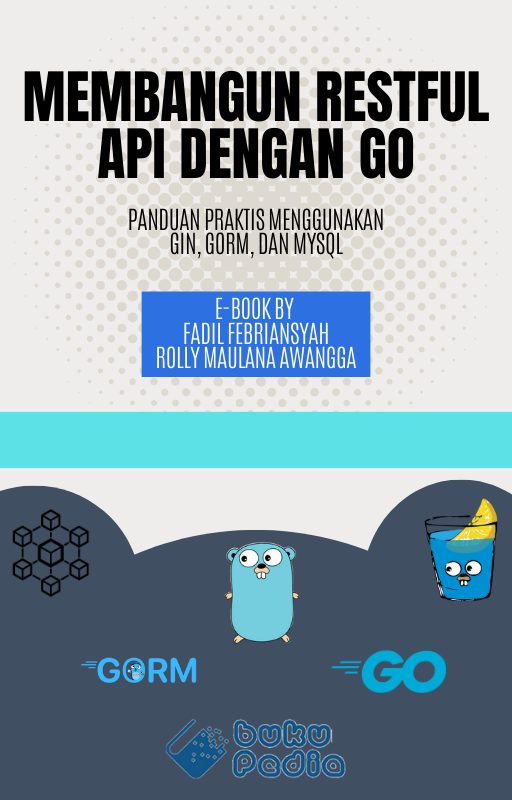 MEMBANGUN RESTFUL
API DENGAN GO
PANDUAN PRAKTIS MENGGUNAKAN
GIN, GORM, DAN MYSQL
E-BOOK BY
FADIL FEBRIANSYAH
ROLLY MAULANA AWANGGA
GORM
GO
buku
Pedia